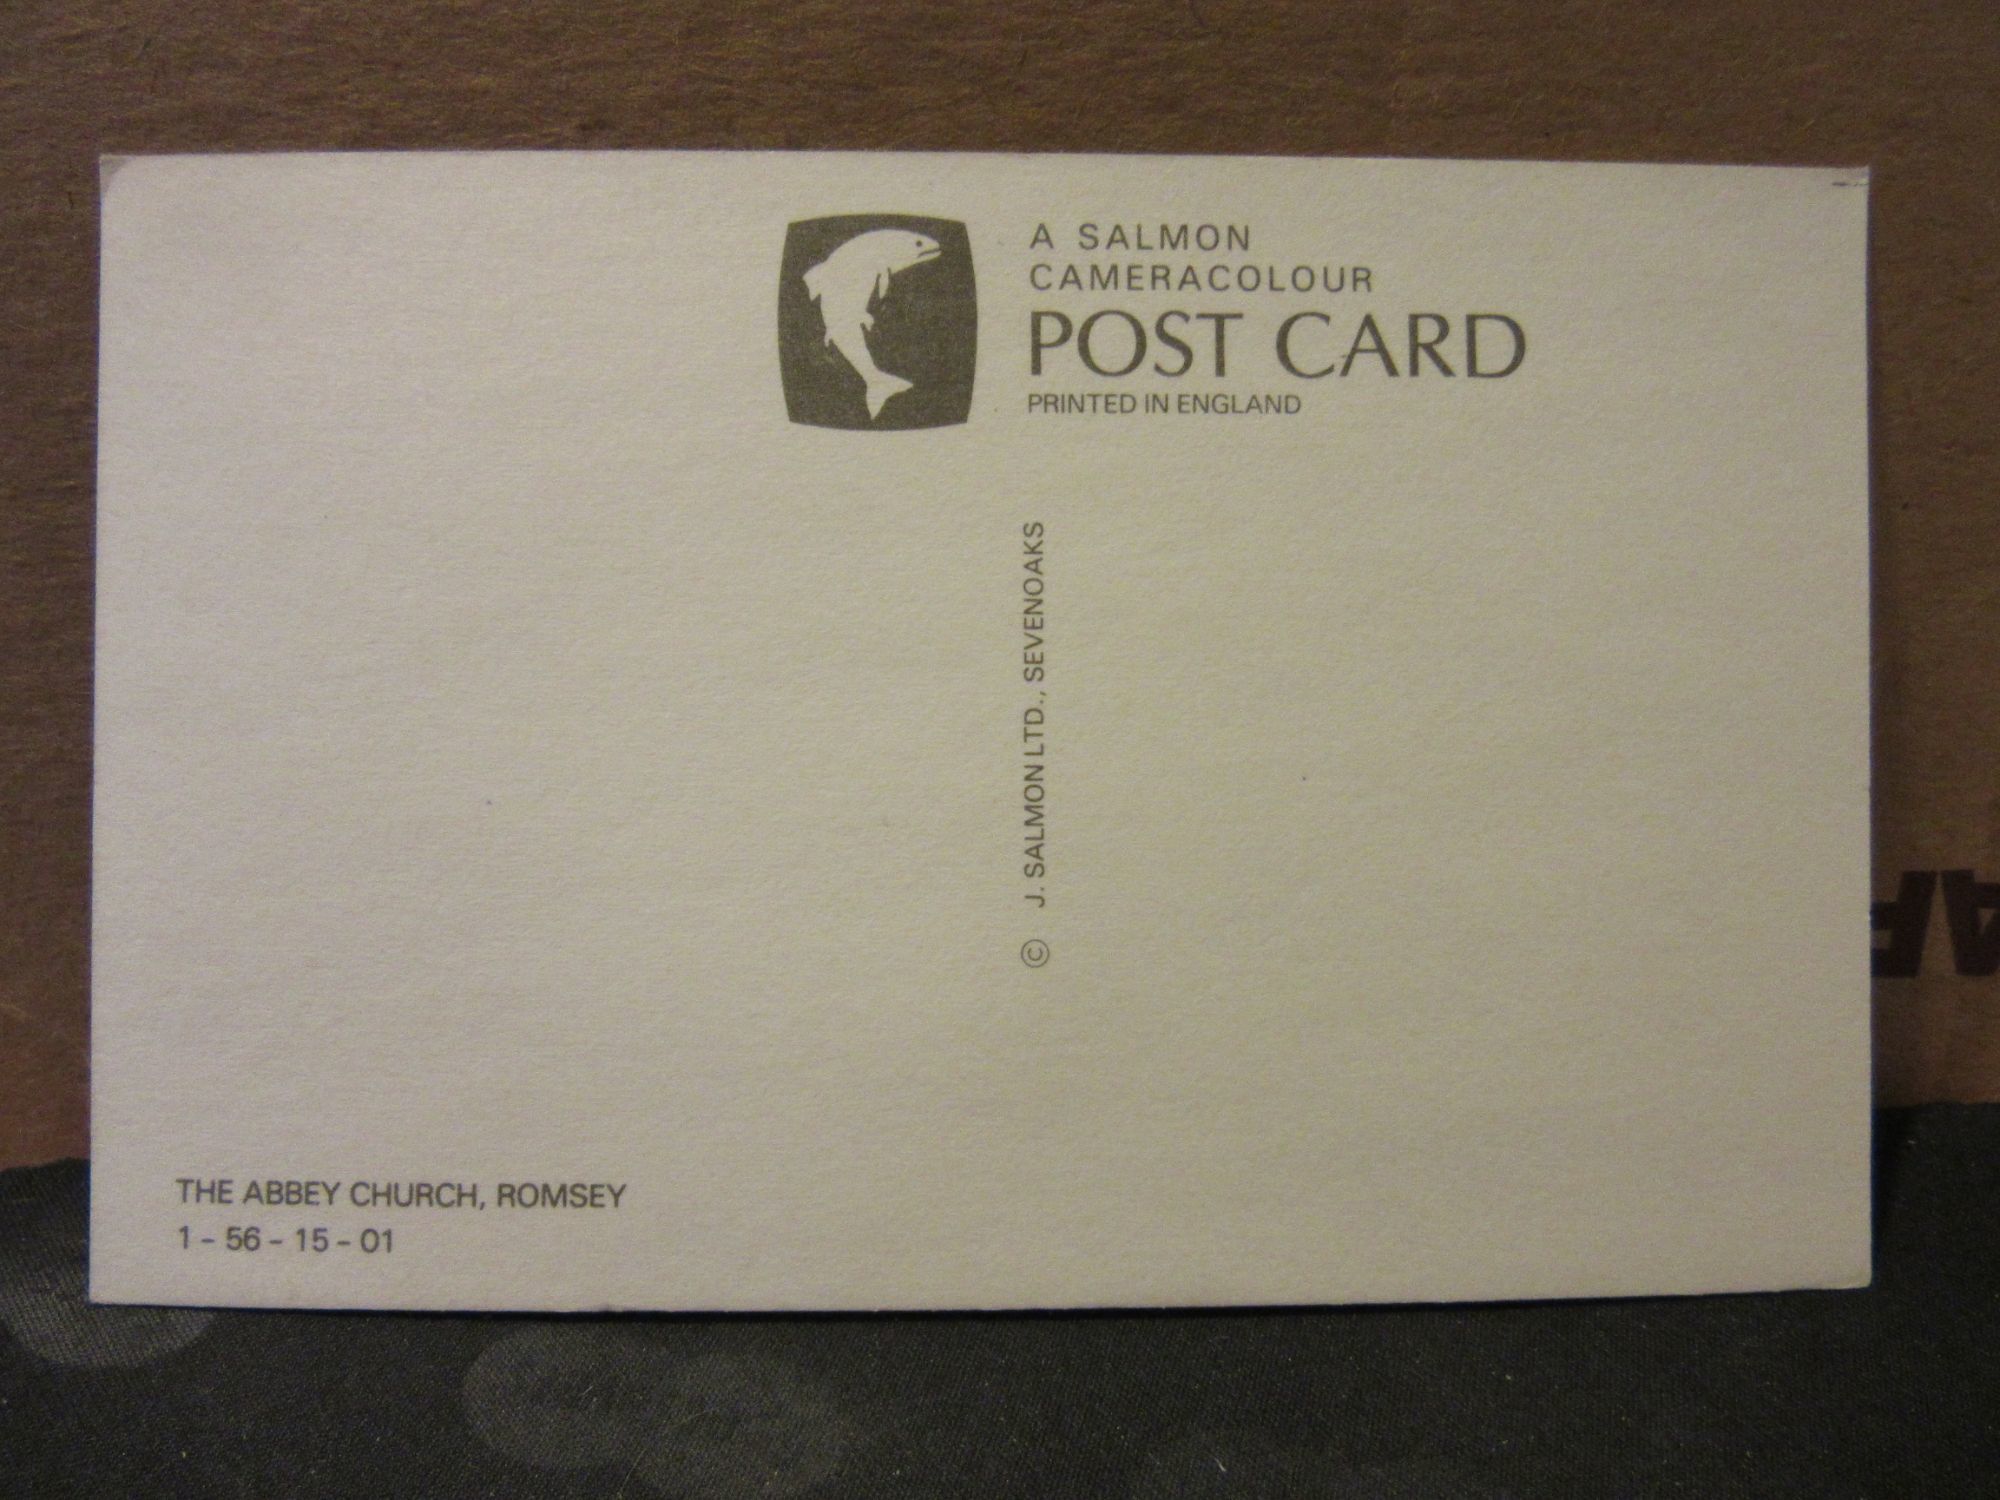 A SALMON
CAMERACOLOUR
POST CARD
PRINTED IN ENGLAND
© J. SALMON LTD., SEVENOAKS
THE ABBEY CHURCH, ROMSEY
1 – 56 – 15 – 01